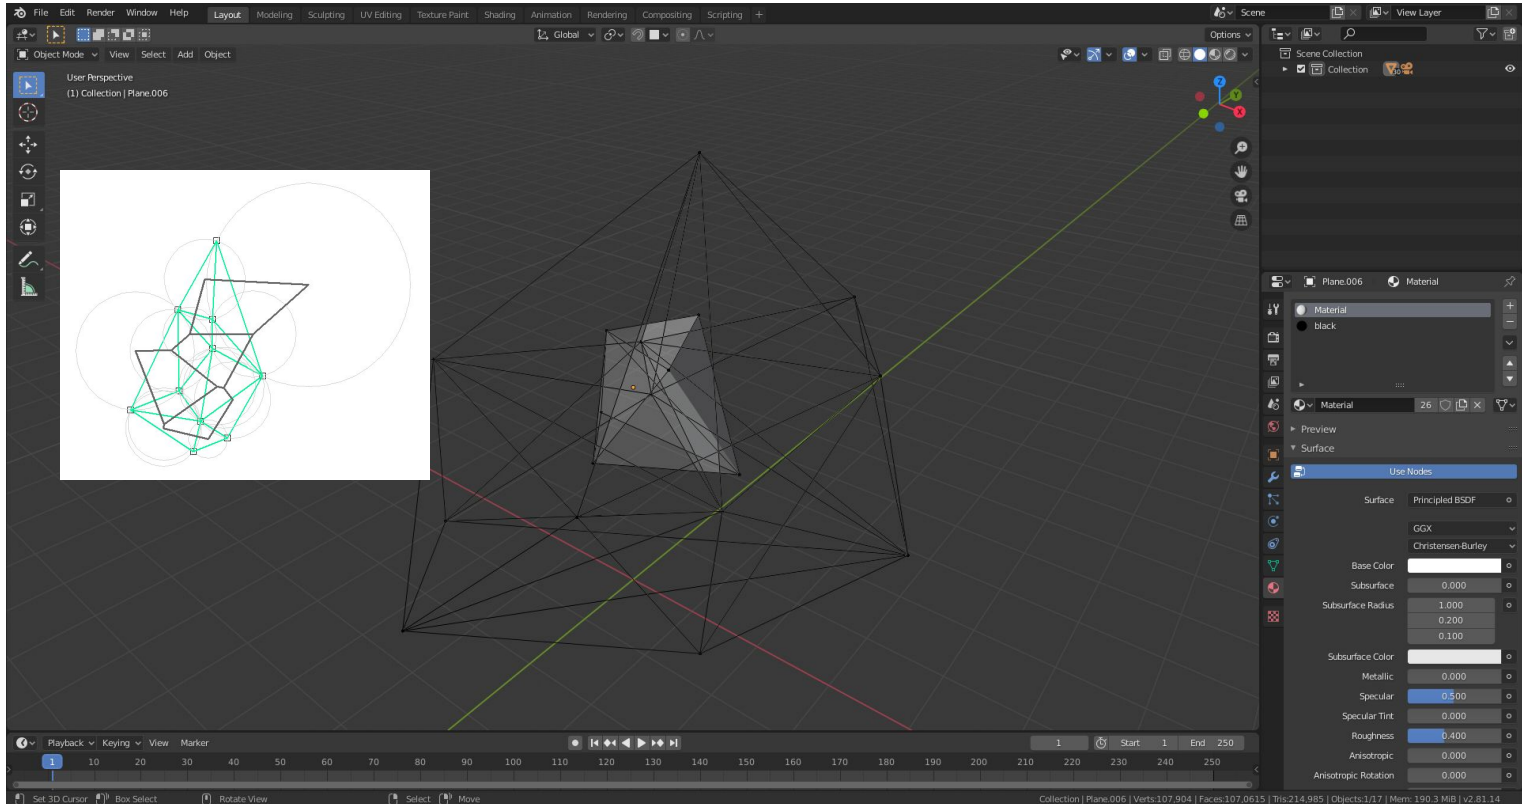 File Edit Render Window Help Layout Modeling Sculpting UV Editing Texture Paint Shading Animation Rendering Compositing Scripting + Scene View Layer
Global Options
Object Mode View Select Add Object
User Perspective
(1) Collection | Plane.006
Z
Y
X
Scene Collection
Collection
Plane.006 Material
Material
black
Material 26
Preview
Surface
Use Nodes
Surface Principled BSDF
GGX
Christensen-Burley
Base Color
Subsurface 0.000
Subsurface Radius 1.000
0.200
0.100
Subsurface Color
Metallic 0.000
Specular 0.500
Specular Tint 0.000
Roughness 0.400
Anisotropic 0.000
Anisotropic Rotation 0.000
Playback Keying View Marker 1 Start 1 End 250
1 10 20 30 40 50 60 70 80 90 100 110 120 130 140 150 160 170 180 190 200 210 220 230 240 250
Set 3D Cursor Box Select Rotate View Select Move Collection | Plane.006 | Verts:107,904 | Faces:107,0615 | Tris:214,985 | Objects:1/17 | Mem: 190.3 MiB | v2.81.14